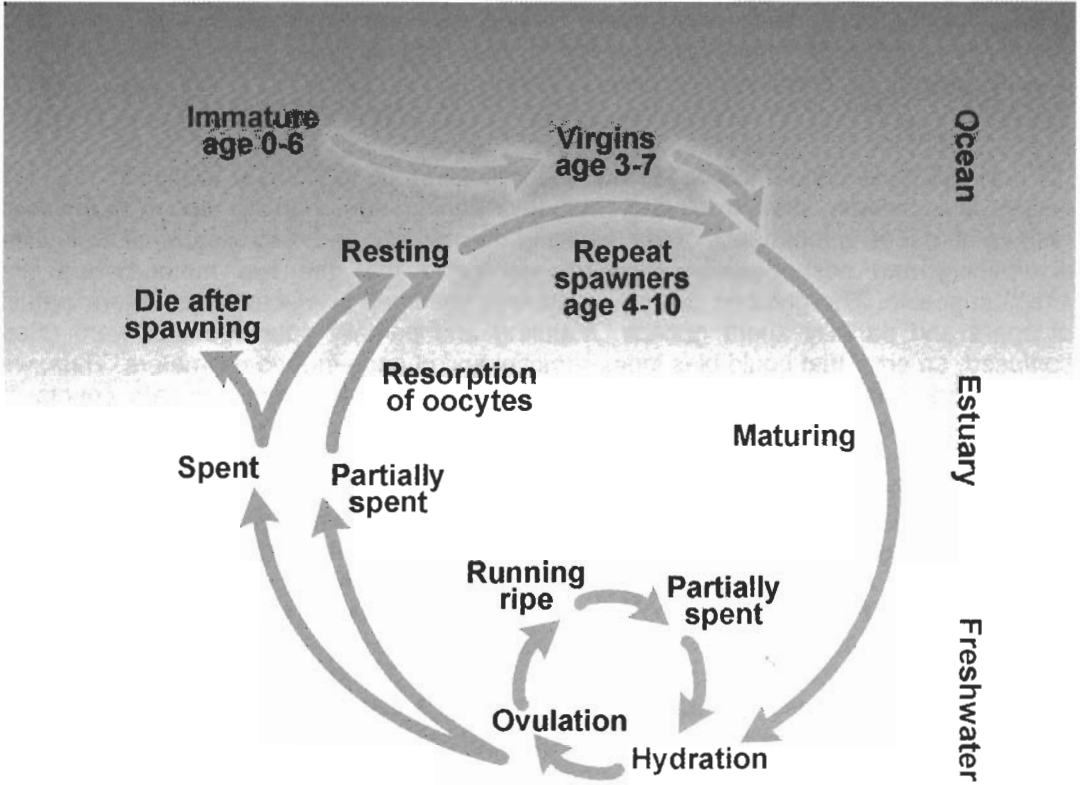 Immature
age 0-6
Virgins
age 3-7
Ocean
Resting
Repeat
spawners
age 4-10
Die after
spawning
Resorption
of oocytes
Estuary
Maturing
Spent
Partially
spent
Running
ripe
Partially
spent
Freshwater
Ovulation
Hydration